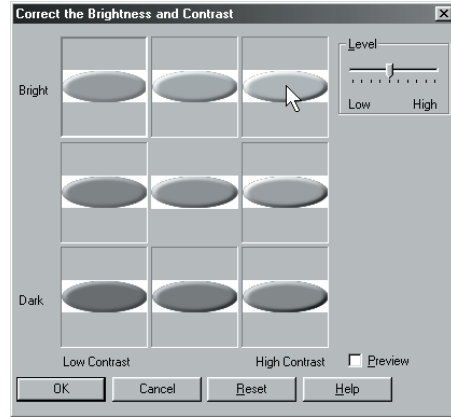 Correct the Brightness and Contrast
Level
Low High
Bright
Dark
Low Contrast High Contrast
Preview
OK Cancel Reset Help